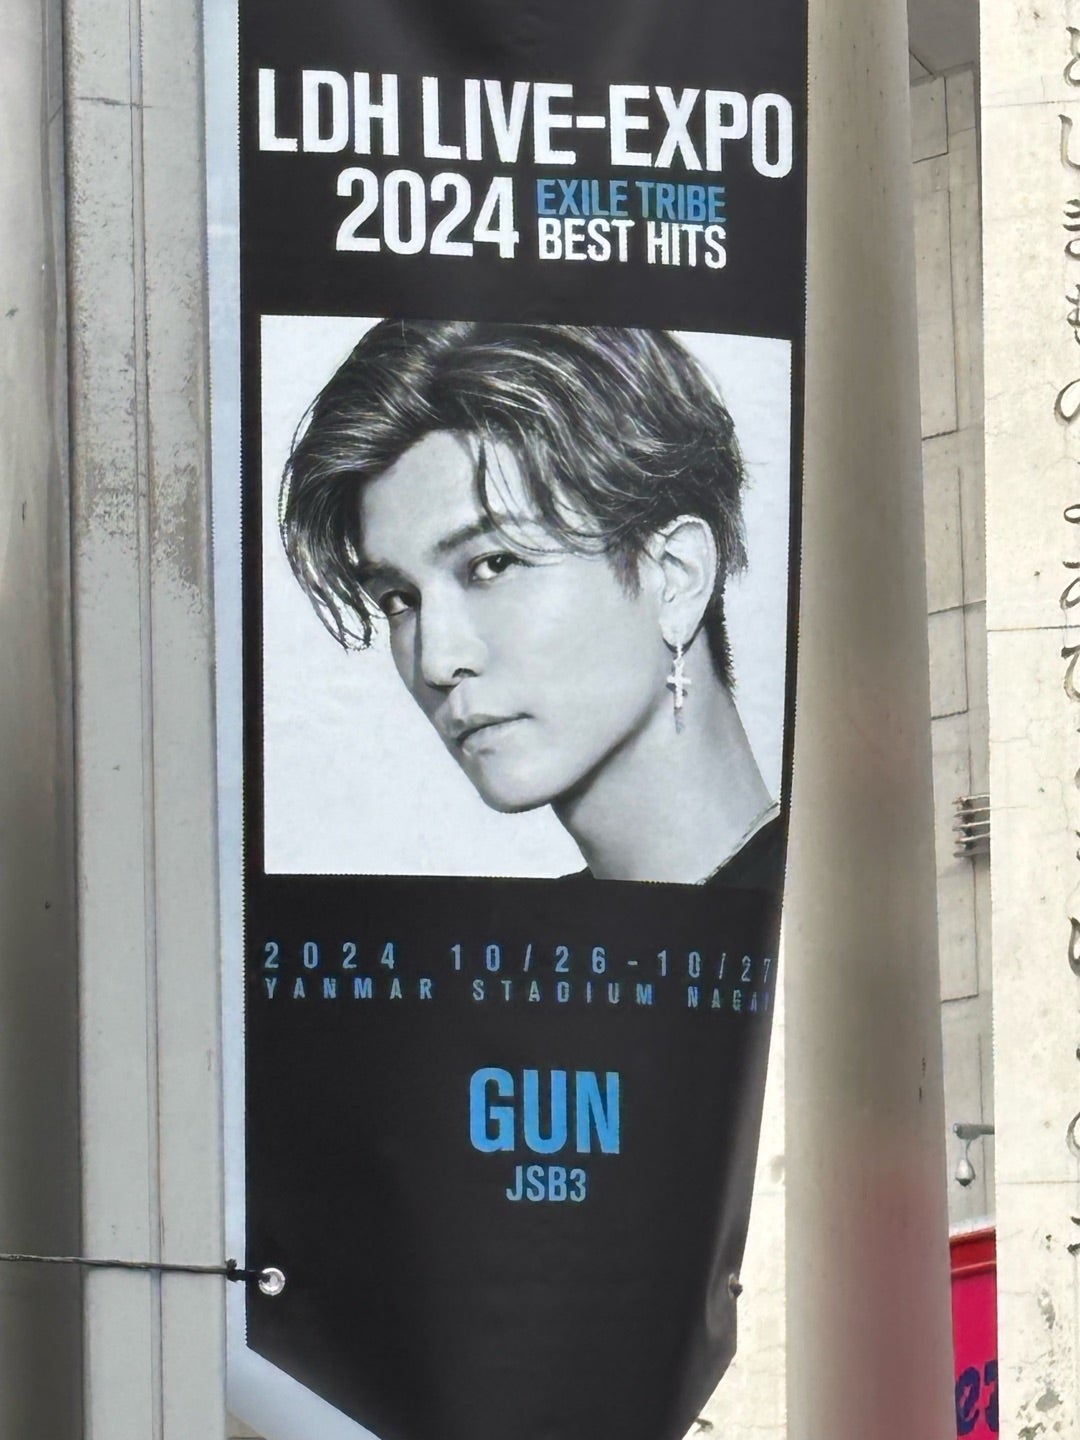 LDH LIVE-EXPO
2024 EXILE TRIBE
BEST HITS
2024 10/26-10/27
YANMAR STADIUM NAGAI
GUN
JSB3